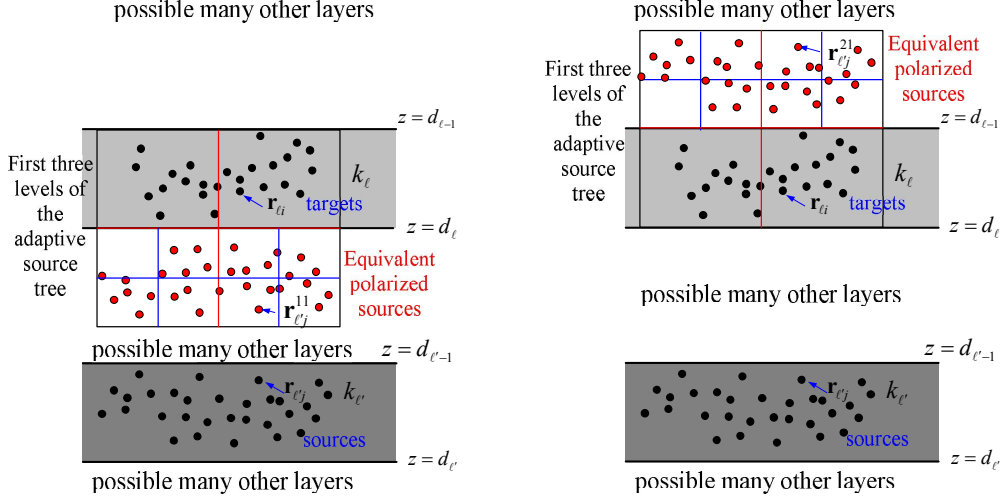 possible many other layers
z = d_{ℓ−1}
First three
levels of
the
adaptive
source
tree
k_ℓ
r_{ℓi}
targets
z = d_ℓ
Equivalent
polarized
sources
r^{11}_{ℓ′j}
possible many other layers
z = d_{ℓ′−1}
r_{ℓ′j}
k_{ℓ′}
sources
z = d_{ℓ′}
possible many other layers
possible many other layers
r^{21}_{ℓ′j}
Equivalent
polarized
sources
First three
levels of
the
adaptive
source
tree
z = d_{ℓ−1}
k_ℓ
r_{ℓi}
targets
z = d_ℓ
possible many other layers
z = d_{ℓ′−1}
r_{ℓ′j}
k_{ℓ′}
sources
z = d_{ℓ′}
possible many other layers